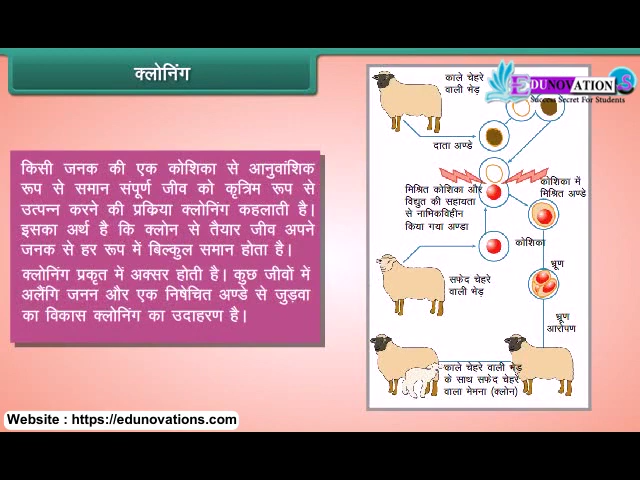 क्लोनिंग
EDUNOVATIONS
Success Secret For Students
किसी जनक की एक कोशिका से आनुवांशिक
रूप से समान संपूर्ण जीव को कृत्रिम रूप से
उत्पन्न करने की प्रक्रिया क्लोनिंग कहलाती है।
इसका अर्थ है कि क्लोन से तैयार जीव अपने
जनक से हर रूप में बिल्कुल समान होता है।
क्लोनिंग प्रकृत में अक्सर होती है। कुछ जीवों में
अलैंगि जनन और एक निषेचित अण्डे से जुड़वा
का विकास क्लोनिंग का उदाहरण है।
काले चेहरे
वाली भेड़
दाता अण्डे
मिश्रित कोशिका और
विद्युत की सहायता
से नाभिकविहीन
किया गया अण्डा
कोशिका में
मिश्रित अण्डे
कोशिका
सफेद चेहरे
वाली भेड़
भ्रूण
भ्रूण
आरोपण
काले चेहरे वाली भेड़
के साथ सफेद चेहरे
वाला मेमना (क्लोन)
Website : https://edunovations.com